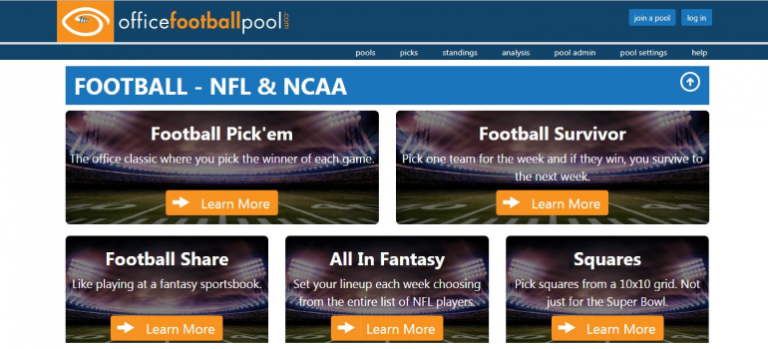 officefootballpool.com
join a pool log in
pools picks standings analysis pool admin pool settings help
FOOTBALL - NFL & NCAA
Football Pick'em
The office classic where you pick the winner of each game.
Learn More
Football Survivor
Pick one team for the week and if they win, you survive to
the next week.
Learn More
Football Share
Like playing at a fantasy sportsbook.
Learn More
All In Fantasy
Set your lineup each week choosing
from the entire list of NFL players.
Learn More
Squares
Pick squares from a 10x10 grid. Not
just for the Super Bowl.
Learn More